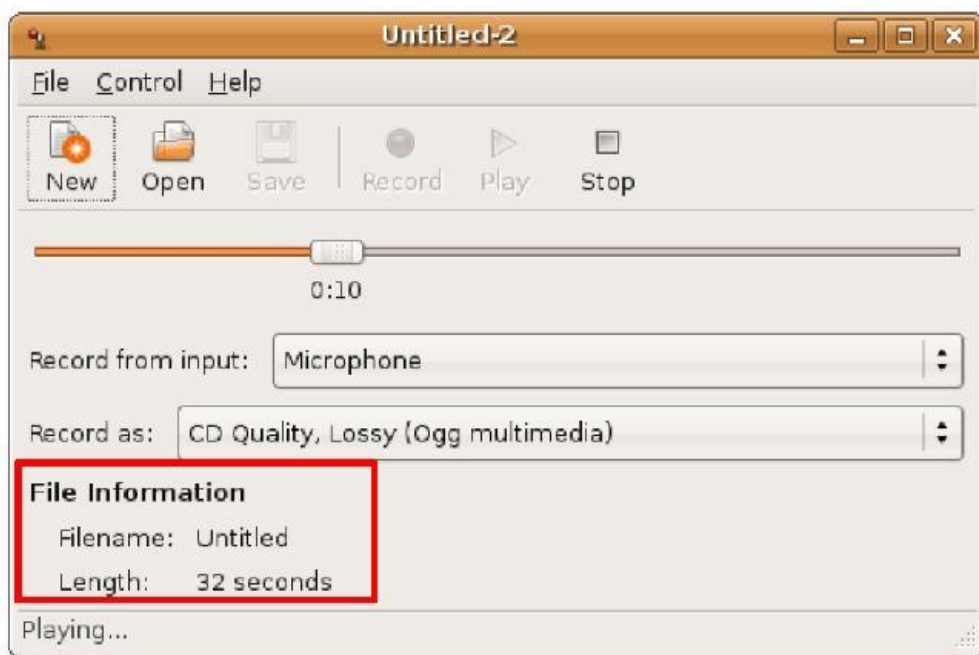 Untitled-2
File Control Help
New Open Save Record Play Stop
0:10
Record from input: Microphone
Record as: CD Quality, Lossy (Ogg multimedia)
File Information
Filename: Untitled
Length: 32 seconds
Playing...